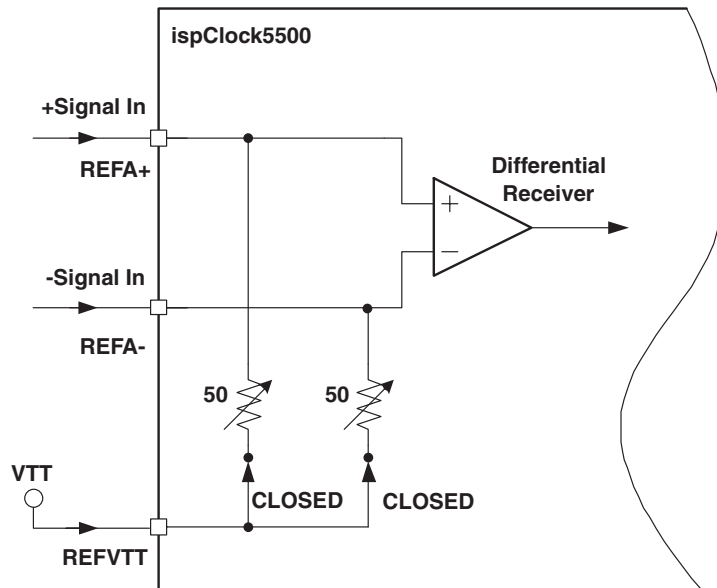 ispClock5500
+Signal In
REFA+
Differential
Receiver
+
−
-Signal In
REFA-
50
50
VTT
CLOSED
CLOSED
REFVTT